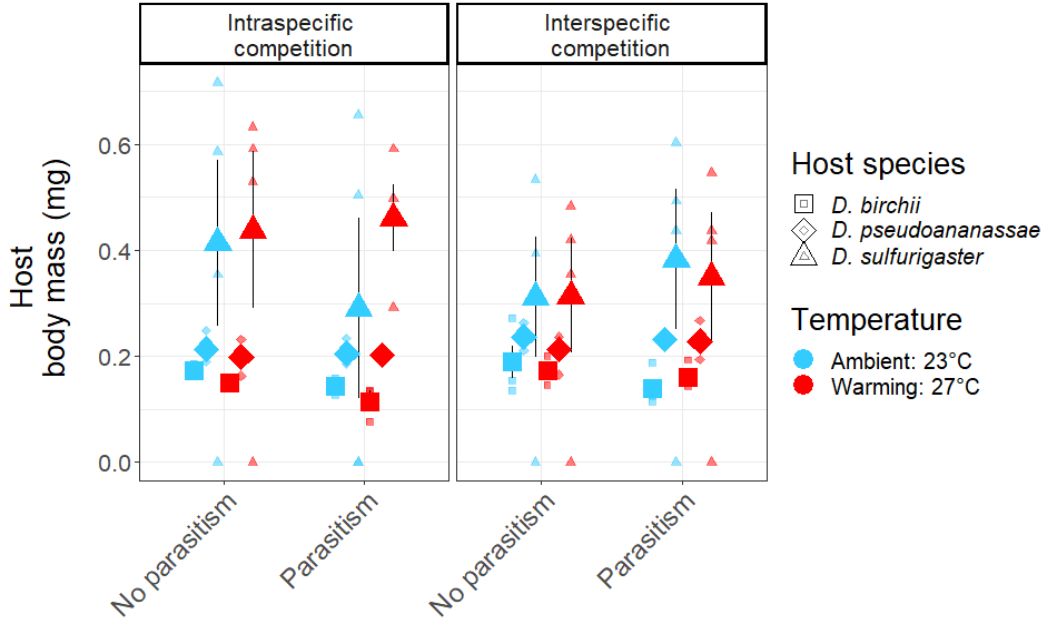 Intraspecific
competition
Interspecific
competition
Host
body mass (mg)
0.6
0.4
0.2
0.0
No parasitism
Parasitism
No parasitism
Parasitism
Host species
D. birchii
D. pseudoananassae
D. sulfurigaster
Temperature
Ambient: 23°C
Warming: 27°C